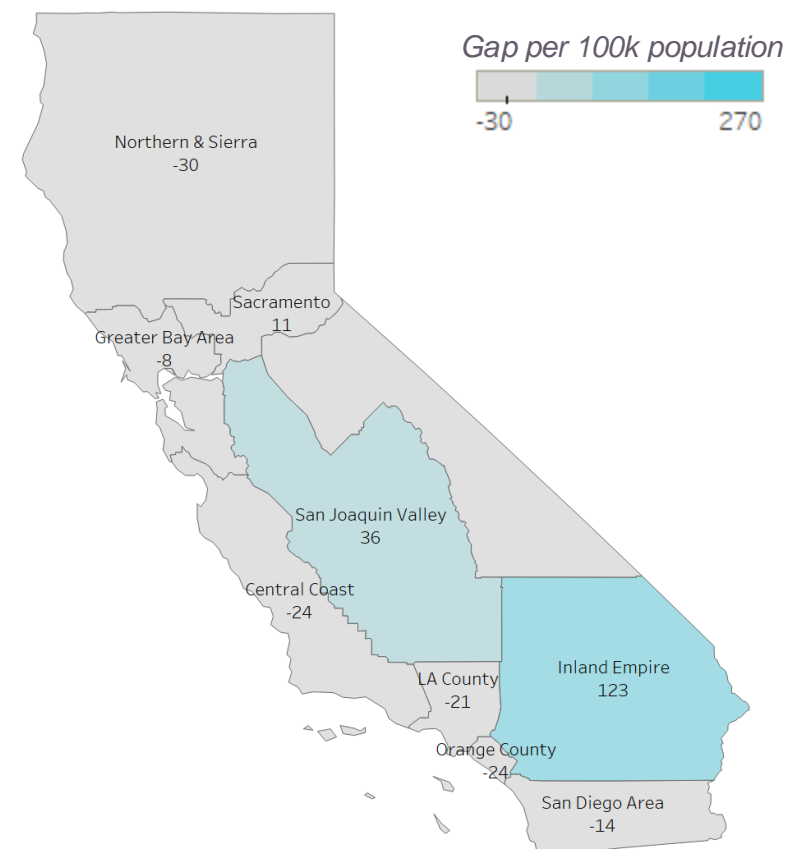 Gap per 100k population
-30
270
Northern & Sierra
-30
Sacramento
11
Greater Bay Area
-8
San Joaquin Valley
36
Central Coast
-24
Inland Empire
123
LA County
-21
Orange County
-24
San Diego Area
-14